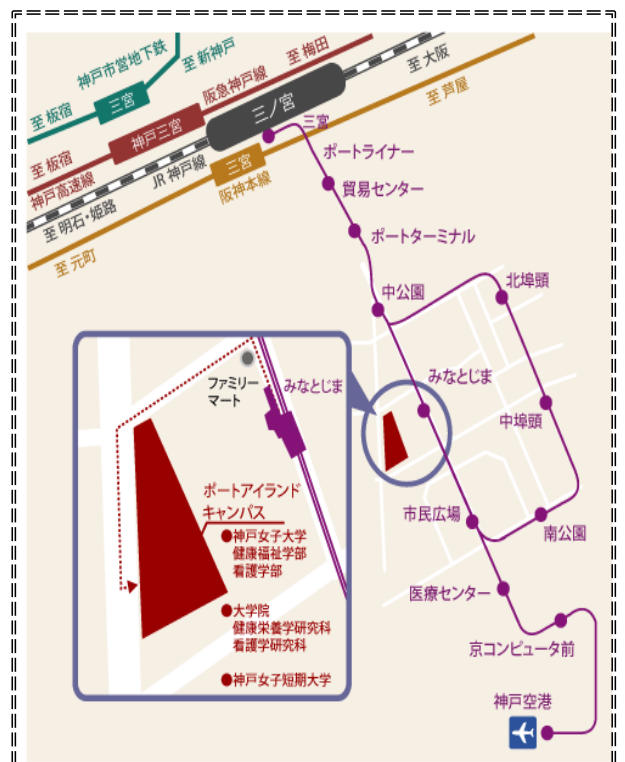 神戸市営地下鉄
至 新神戸
三宮
至 板宿
阪急神戸線
至 梅田
神戸三宮
至 板宿
神戸高速線
三ノ宮
至 大阪
JR 神戸線
至 明石・姫路
至 芦屋
三宮
阪神本線
至 元町
三宮
ポートライナー
貿易センター
ポートターミナル
中公園
北埠頭
みなとじま
中埠頭
市民広場
南公園
医療センター
京コンピュータ前
神戸空港
ファミリー
マート
みなとじま
ポートアイランド
キャンパス
●神戸女子大学
健康福祉学部
看護学部
●大学院
健康栄養学研究科
看護学研究科
●神戸女子短期大学